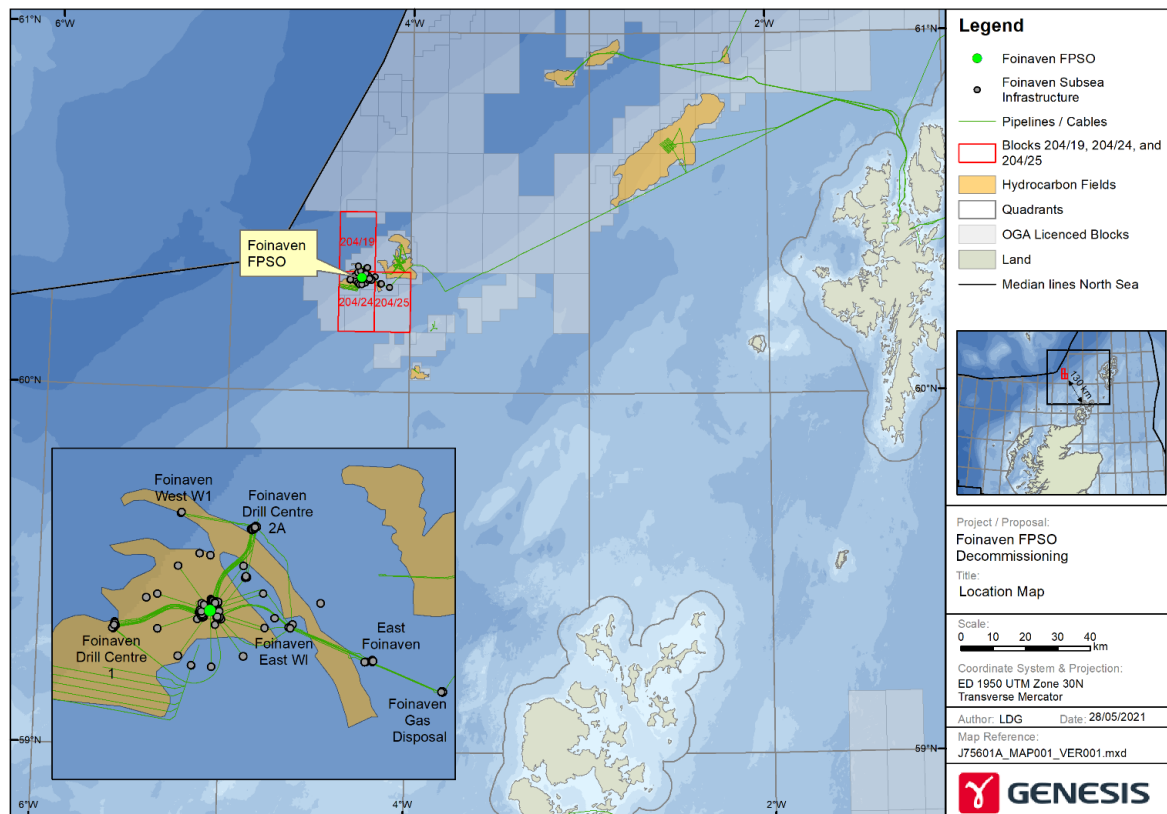 6°W
4°W
2°W
61°N
61°N
204/19
Foinaven
FPSO
204/24
204/25
60°N
60°N
Foinaven
West W1
Foinaven
Drill Centre
2A
Foinaven
Drill Centre
1
Foinaven
East WI
East
Foinaven
Foinaven
Gas
Disposal
59°N
59°N
6°W
4°W
2°W
Legend
Foinaven FPSO
Foinaven Subsea
Infrastructure
Pipelines / Cables
Blocks 204/19, 204/24, and
204/25
Hydrocarbon Fields
Quadrants
OGA Licenced Blocks
Land
Median lines North Sea
130 km
Project / Proposal:
Foinaven FPSO
Decommissioning
Title:
Location Map
Scale:
0 10 20 30 40
km
Coordinate System & Projection:
ED 1950 UTM Zone 30N
Transverse Mercator
Author: LDG Date: 28/05/2021
Map Reference:
J75601A_MAP001_VER001.mxd
GENESIS